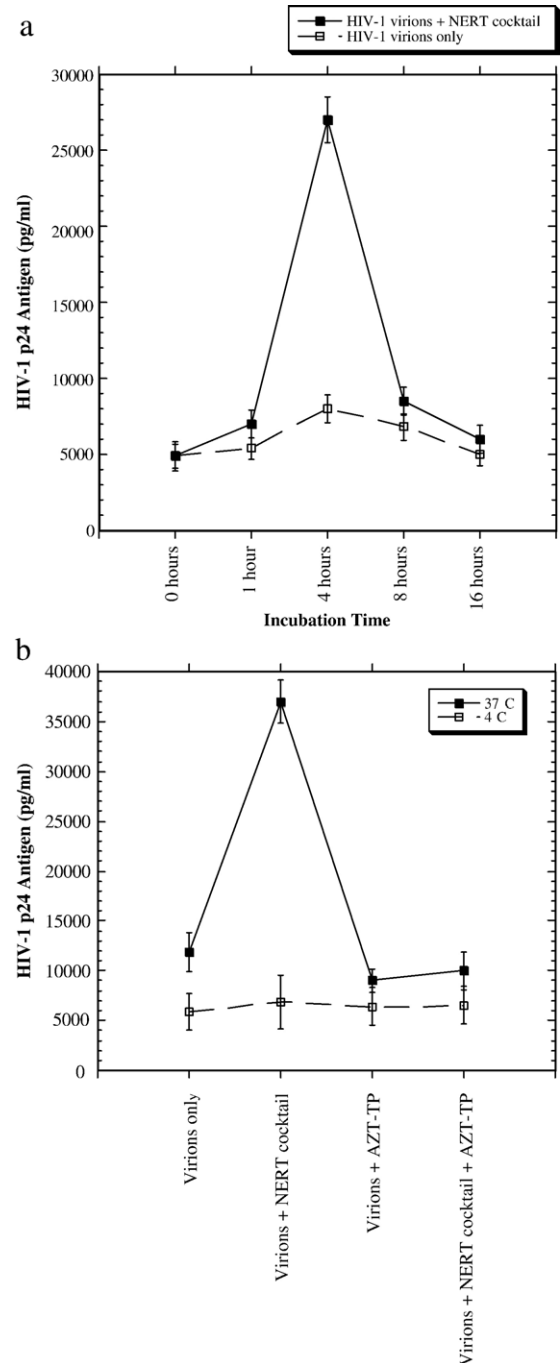 a
HIV-1 virions + NERT cocktail
- HIV-1 virions only
30000
25000
20000
15000
10000
5000
0
HIV-1 p24 Antigen (pg/ml)
0 hours
1 hour
4 hours
8 hours
16 hours
Incubation Time
b
37 C
- 4 C
40000
35000
30000
25000
20000
15000
10000
5000
0
HIV-1 p24 Antigen (pg/ml)
Virions only
Virions + NERT cocktail
Virions + AZT-TP
Virions + NERT cocktail + AZT-TP